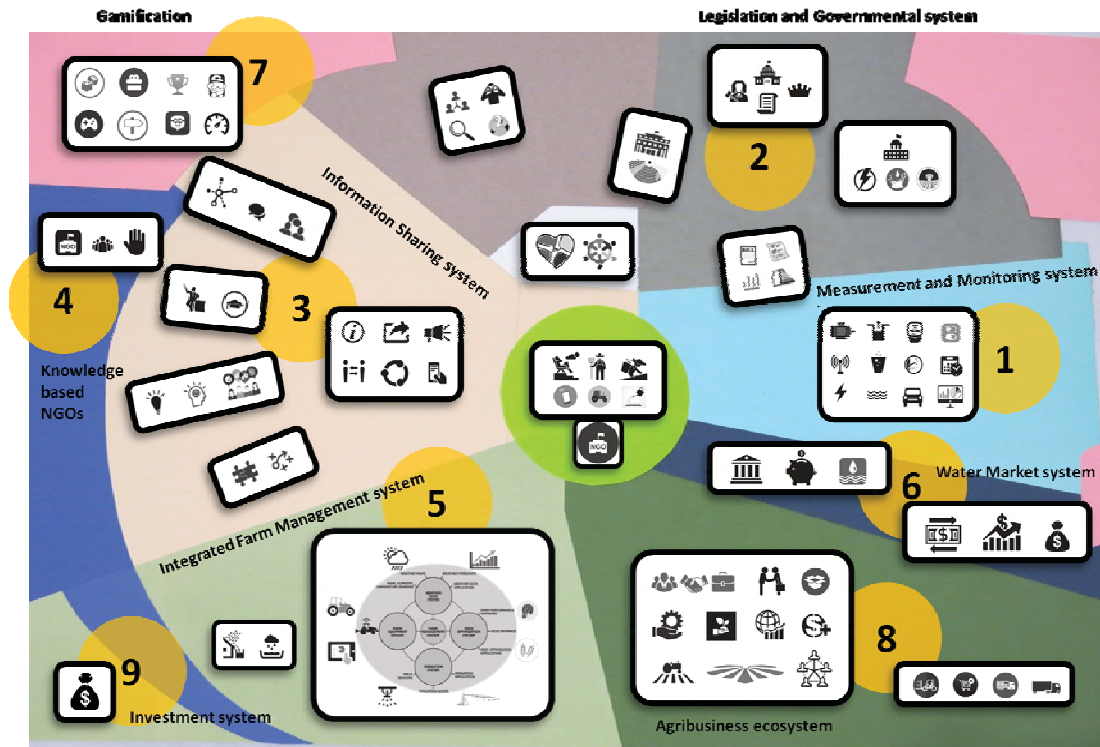 Gamification
Legislation and Governmental system
7
2
Information Sharing system
NGO
4
3
Measurement and Monitoring system
1
Knowledge
based
NGOs
NGO
Water Market system
6
Integrated Farm Management system
5
8
9
Investment system
Agribusiness ecosystem